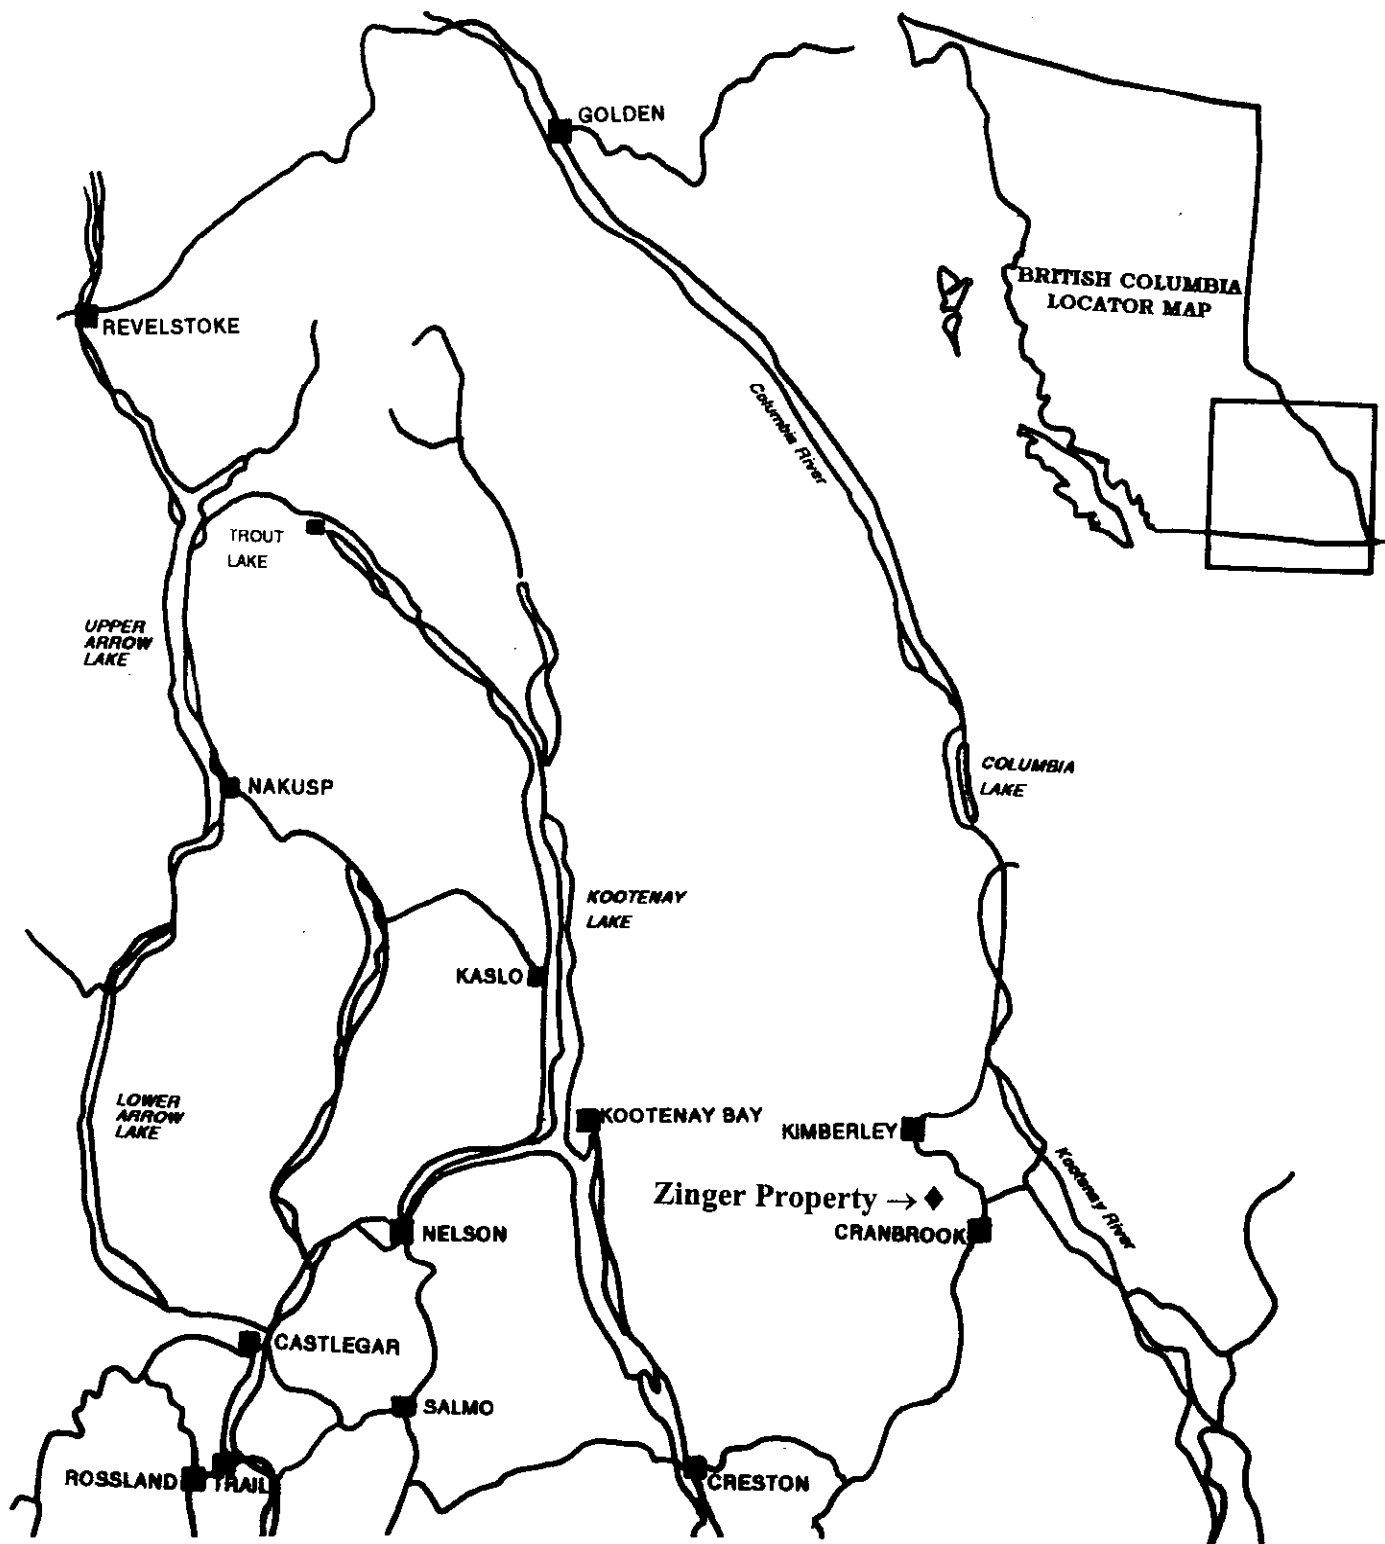 GOLDEN
BRITISH COLUMBIA
LOCATOR MAP
REVELSTOKE
Columbia River
TROUT
LAKE
UPPER
ARROW
LAKE
COLUMBIA
LAKE
NAKUSP
KOOTENAY
LAKE
KASLO
LOWER
ARROW
LAKE
KOOTENAY BAY
KIMBERLEY
Kootenay River
Zinger Property →
NELSON
CRANBROOK
CASTLEGAR
SALMO
ROSSLAND
TRAIL
CRESTON